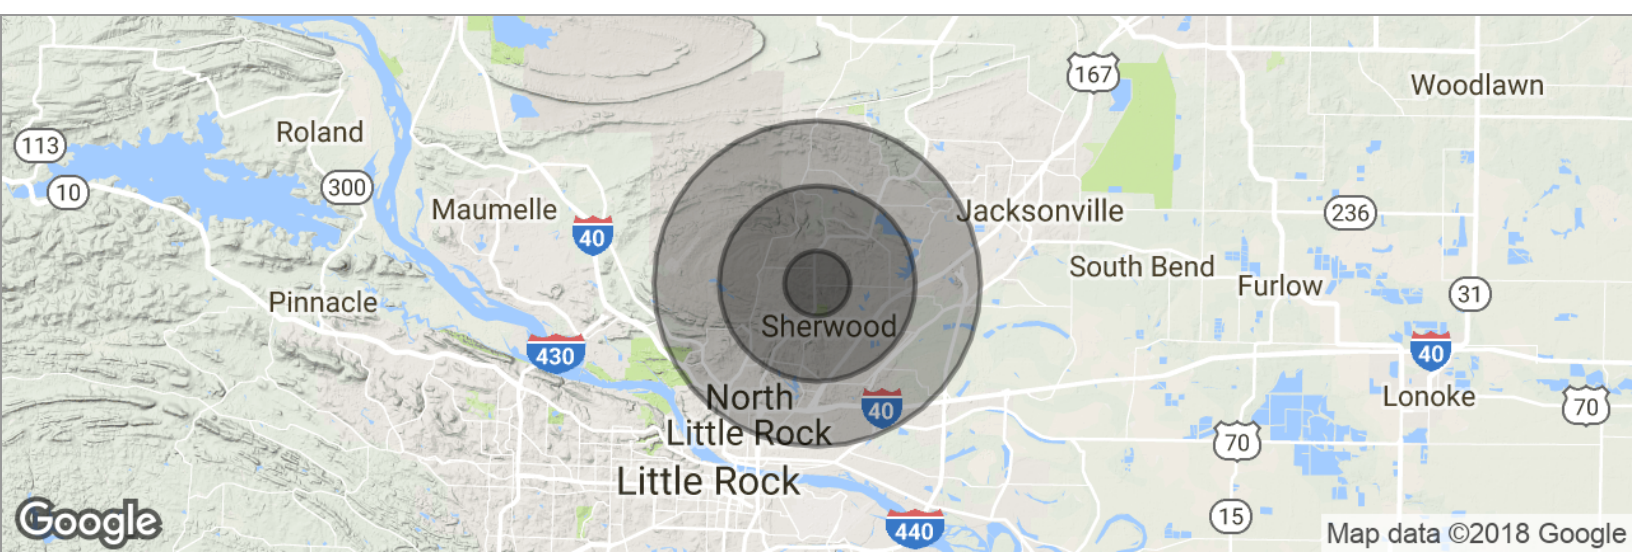 167
Woodlawn
Roland
113
10
300
Maumelle
Jacksonville
236
40
South Bend
Furlow
31
Pinnacle
Sherwood
430
40
North
Little Rock
40
Lonoke
70
70
Little Rock
15
440
Google
Map data ©2018 Google